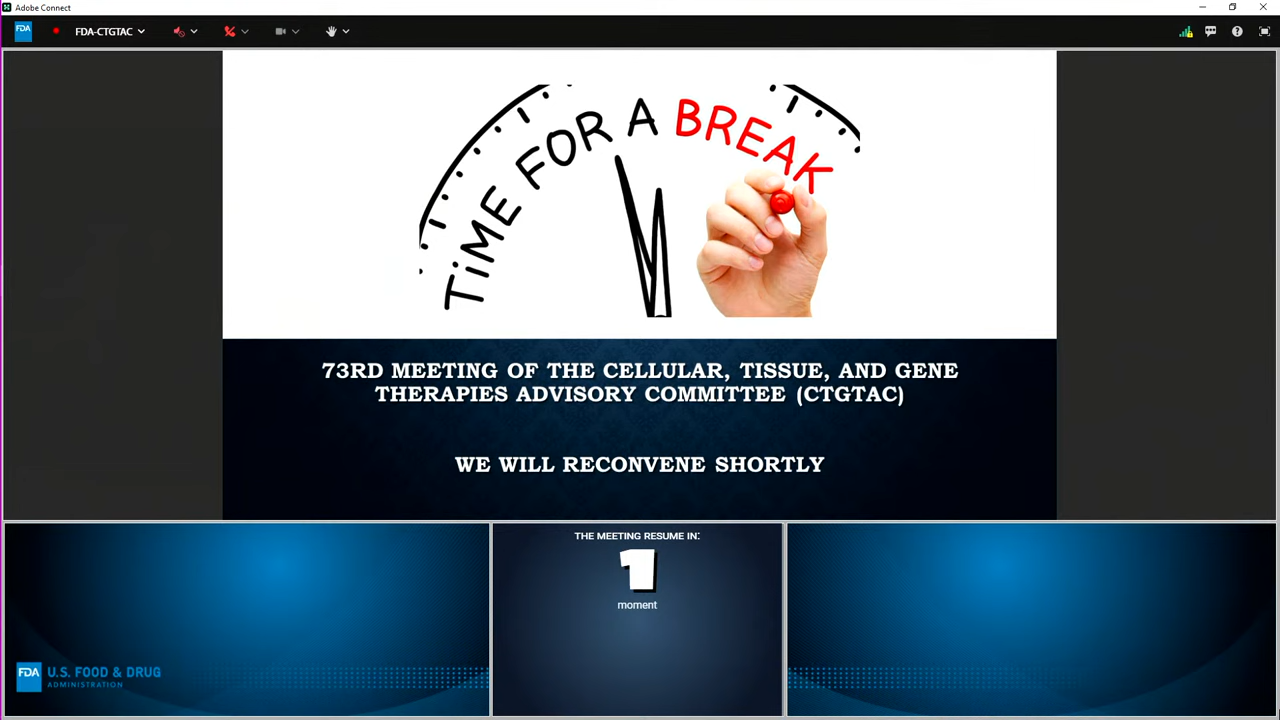 Adobe Connect
FDA
FDA-CTGTAC
TiME FOR A BREAK
73RD MEETING OF THE CELLULAR, TISSUE, AND GENE
THERAPIES ADVISORY COMMITTEE (CTGTAC)
WE WILL RECONVENE SHORTLY
THE MEETING RESUME IN:
1
moment
FDA U.S. FOOD & DRUG
ADMINISTRATION